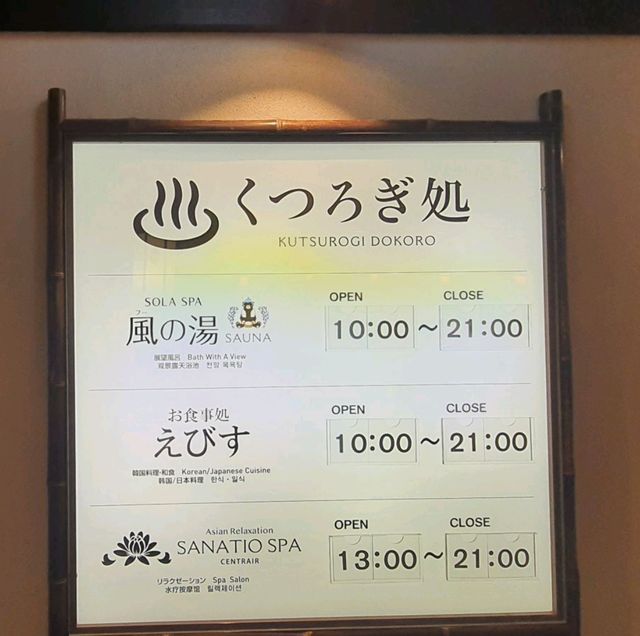 くつろぎ処
KUTSUROGI DOKORO
SOLA SPA
風の湯
フー
SAUNA
展望風呂 Bath With A View
观景露天浴池 전망 목욕탕
OPEN CLOSE
10:00～21:00
お食事処
えびす
韓国料理・和食 Korean/Japanese Cuisine
韩国/日本料理 한식・일식
OPEN CLOSE
10:00～21:00
Asian Relaxation
SANATIO SPA
CENTRAIR
リラクゼーション Spa Salon
水疗按摩馆 릴랙제이션
OPEN CLOSE
13:00～21:00